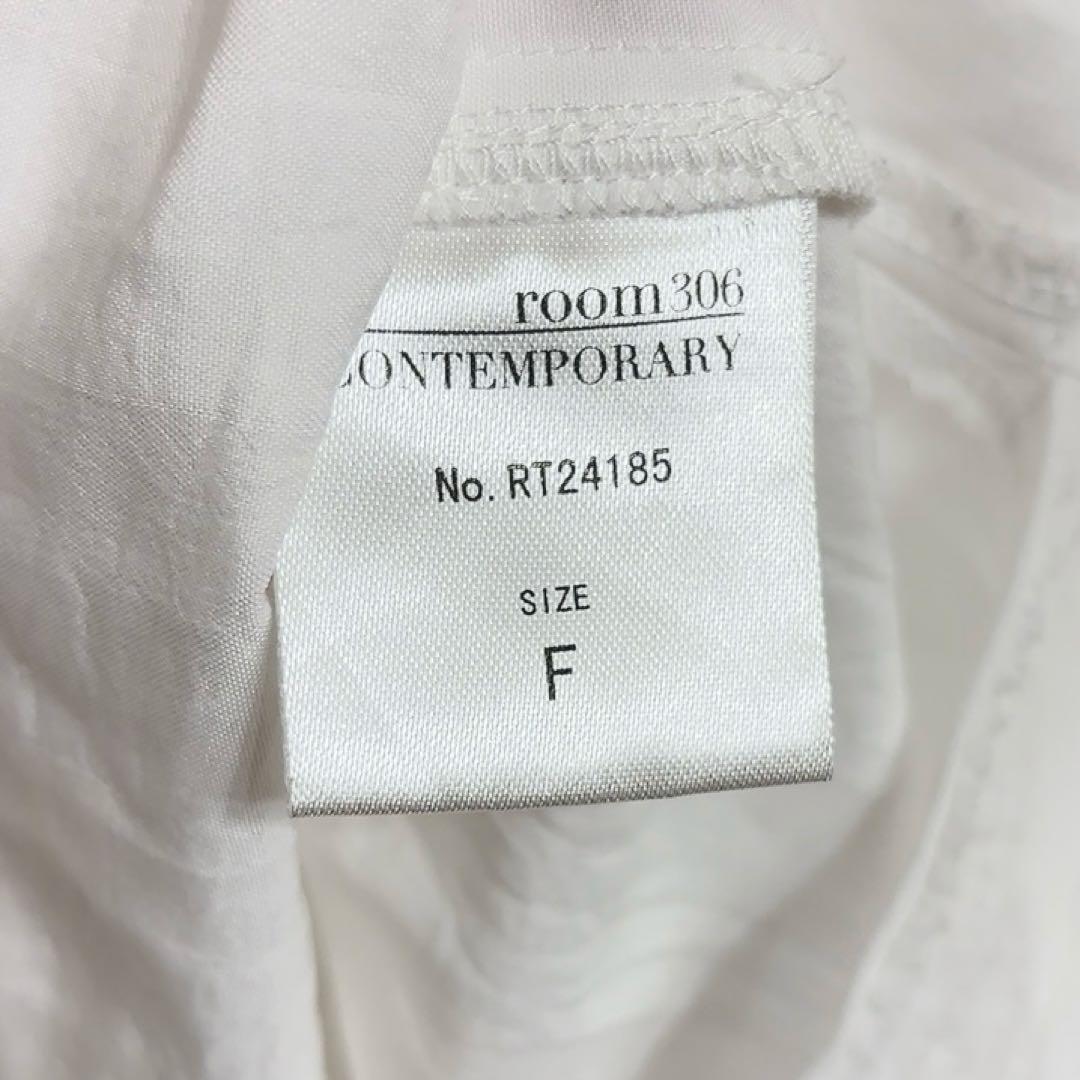 room306
CONTEMPORARY
No. RT24185
SIZE
F